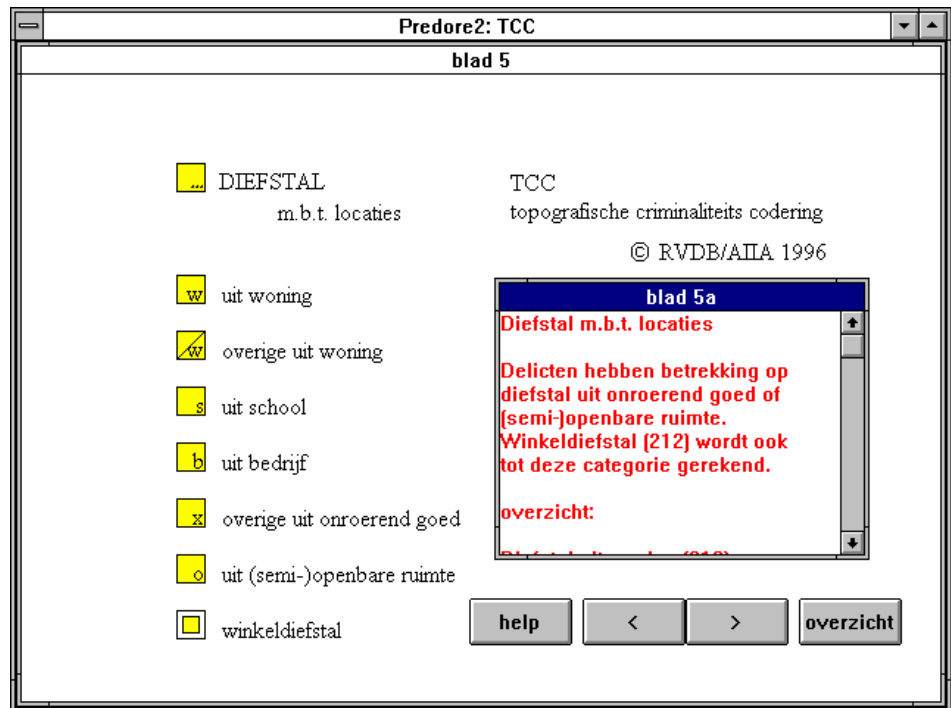 Predore2: TCC
blad 5
... DIEFSTAL
m.b.t. locaties
TCC
topografische criminaliteits codering
© RVDB/AIIA 1996
w uit woning
w overige uit woning
s uit school
b uit bedrijf
x overige uit onroerend goed
o uit (semi-)openbare ruimte
winkeldiefstal
blad 5a
Diefstal m.b.t. locaties
Delicten hebben betrekking op
diefstal uit onroerend goed of
(semi-)openbare ruimte.
Winkeldiefstal (212) wordt ook
tot deze categorie gerekend.
overzicht:
help
<
>
overzicht